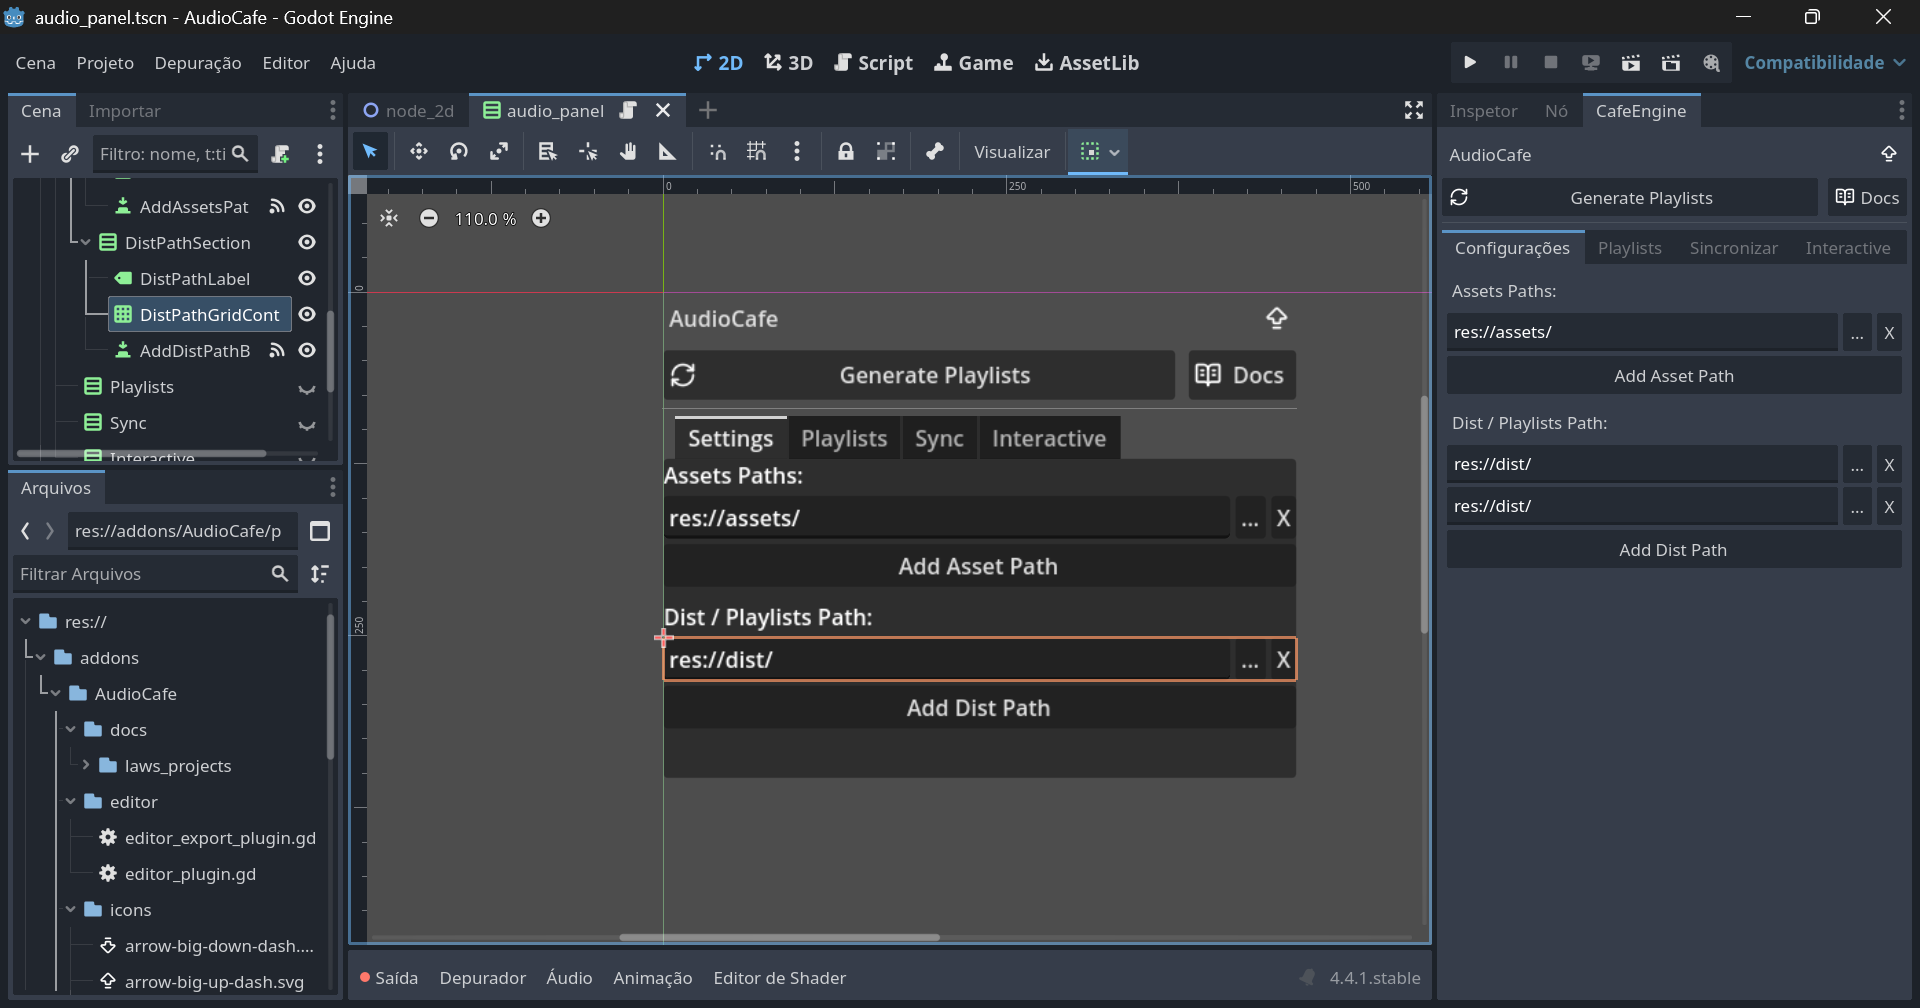 audio_panel.tscn - AudioCafe - Godot Engine
Cena Projeto Depuração Editor Ajuda
2D 3D Script Game AssetLib
Compatibilidade
Cena Importar
Filtro: nome, t:ti
AddAssetsPat
DistPathSection
DistPathLabel
DistPathGridCont
AddDistPathB
Playlists
Sync
Interactive
Arquivos
res://addons/AudioCafe/p
Filtrar Arquivos
res://
addons
AudioCafe
docs
laws_projects
editor
editor_export_plugin.gd
editor_plugin.gd
icons
arrow-big-down-dash....
arrow-big-up-dash.svg
node_2d audio_panel
Visualizar
0 250 500
110.0 %
0
250
AudioCafe
Generate Playlists Docs
Settings Playlists Sync Interactive
Assets Paths:
res://assets/ ... X
Add Asset Path
Dist / Playlists Path:
res://dist/ ... X
Add Dist Path
Saída Depurador Áudio Animação Editor de Shader
4.4.1.stable
Inspetor Nó CafeEngine
AudioCafe
Generate Playlists Docs
Configurações Playlists Sincronizar Interactive
Assets Paths:
res://assets/ ... X
Add Asset Path
Dist / Playlists Path:
res://dist/ ... X
res://dist/ ... X
Add Dist Path